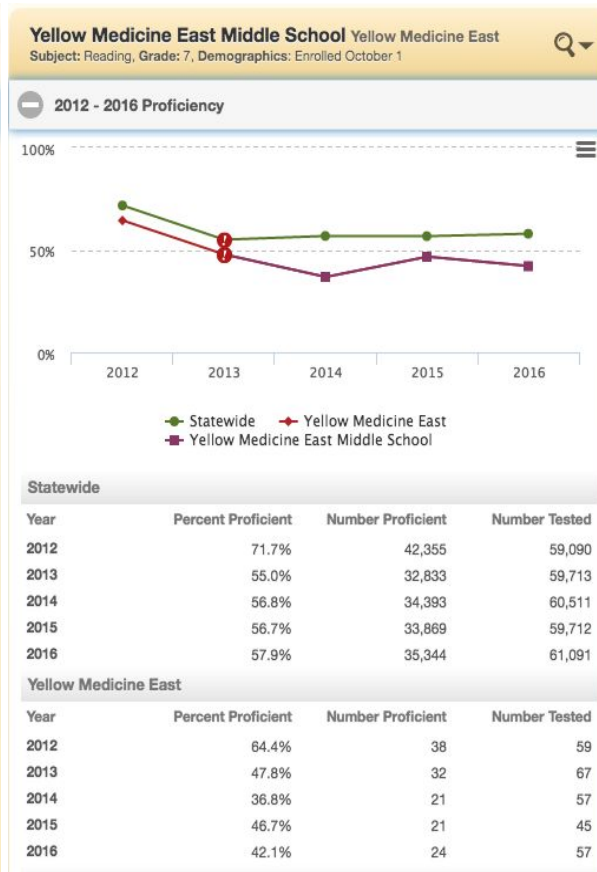 Yellow Medicine East Middle School Yellow Medicine East
Subject: Reading, Grade: 7, Demographics: Enrolled October 1
2012 - 2016 Proficiency
100%
50%
0%
2012 2013 2014 2015 2016
Statewide Yellow Medicine East
Yellow Medicine East Middle School
Statewide
Year Percent Proficient Number Proficient Number Tested
2012 71.7% 42,355 59,090
2013 55.0% 32,833 59,713
2014 56.8% 34,393 60,511
2015 56.7% 33,869 59,712
2016 57.9% 35,344 61,091
Yellow Medicine East
Year Percent Proficient Number Proficient Number Tested
2012 64.4% 38 59
2013 47.8% 32 67
2014 36.8% 21 57
2015 46.7% 21 45
2016 42.1% 24 57